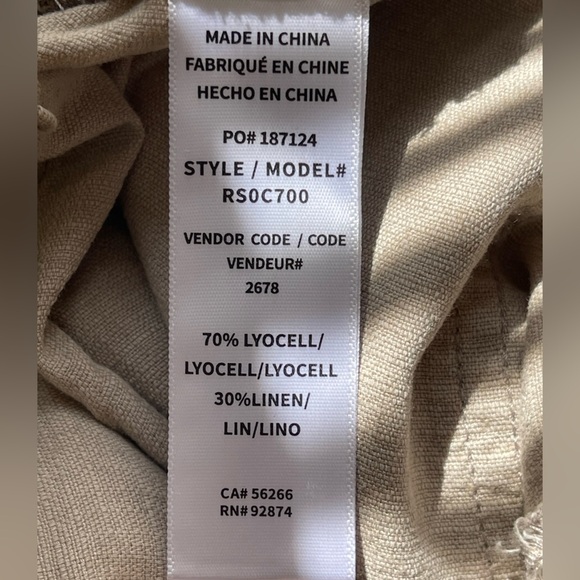 MADE IN CHINA
FABRIQUÉ EN CHINE
HECHO EN CHINA
PO# 187124
STYLE / MODEL#
RS0C700
VENDOR CODE / CODE
VENDEUR#
2678
70% LYOCELL/
LYOCELL/LYOCELL
30%LINEN/
LIN/LINO
CA# 56266
RN# 92874